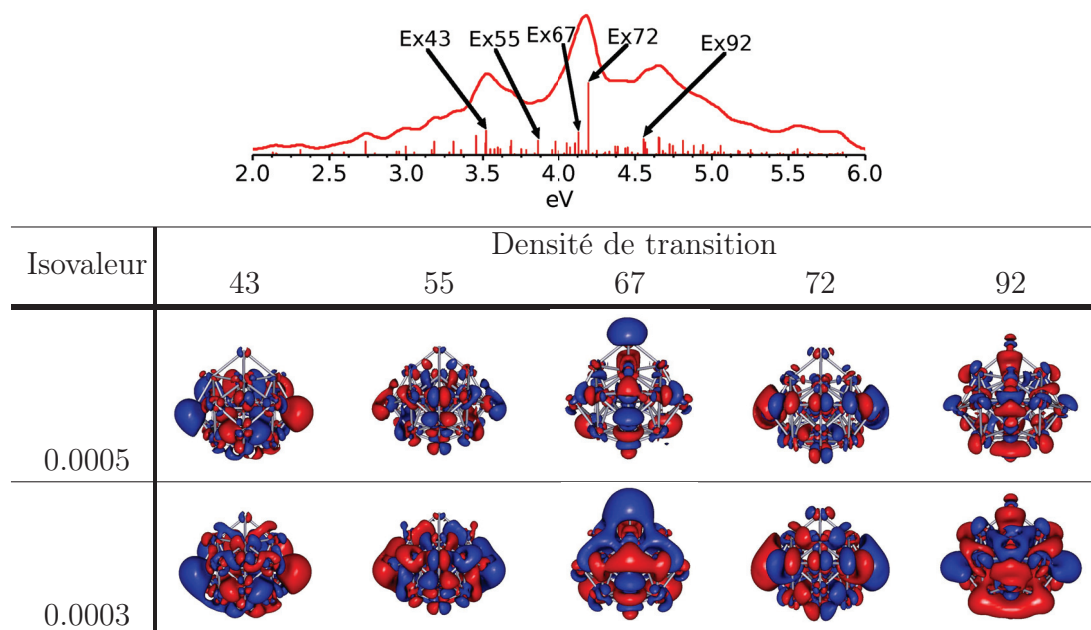 Ex43 Ex55 Ex67 Ex72 Ex92
2.0 2.5 3.0 3.5 4.0 4.5 5.0 5.5 6.0
eV
Isovaleur
Densité de transition
43 55 67 72 92
0.0005
0.0003